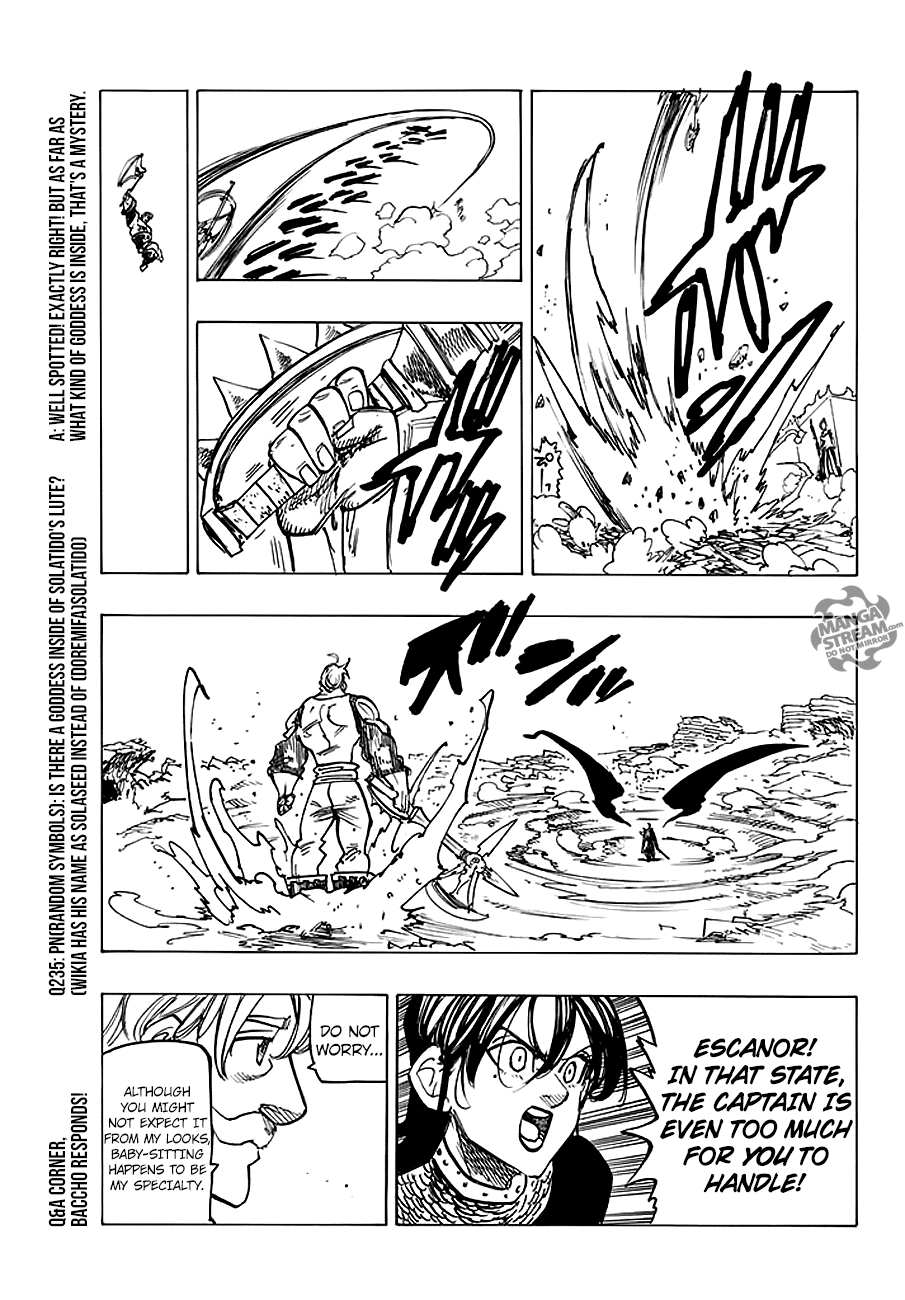 Q&A CORNER,
BACCHO RESPONDS!
Q235: PN(RANDOM SYMBOLS): IS THERE A GODDESS INSIDE OF SOLATIDO'S LUTE?
(WIKIA HAS HIS NAME AS SOLASEED INSTEAD OF (DOREMIFA)SOLATIDO)
A: WELL SPOTTED! EXACTLY RIGHT! BUT AS FAR AS
WHAT KIND OF GODDESS IS INSIDE, THAT'S A MYSTERY.
MANGA
STREAM.com
DO NOT MIRROR
ズン
ESCANOR!
IN THAT STATE,
THE CAPTAIN IS
EVEN TOO MUCH
FOR YOU TO
HANDLE!
DO NOT
WORRY...
ALTHOUGH
YOU MIGHT
NOT EXPECT IT
FROM MY LOOKS,
BABY-SITTING
HAPPENS TO BE
MY SPECIALTY.